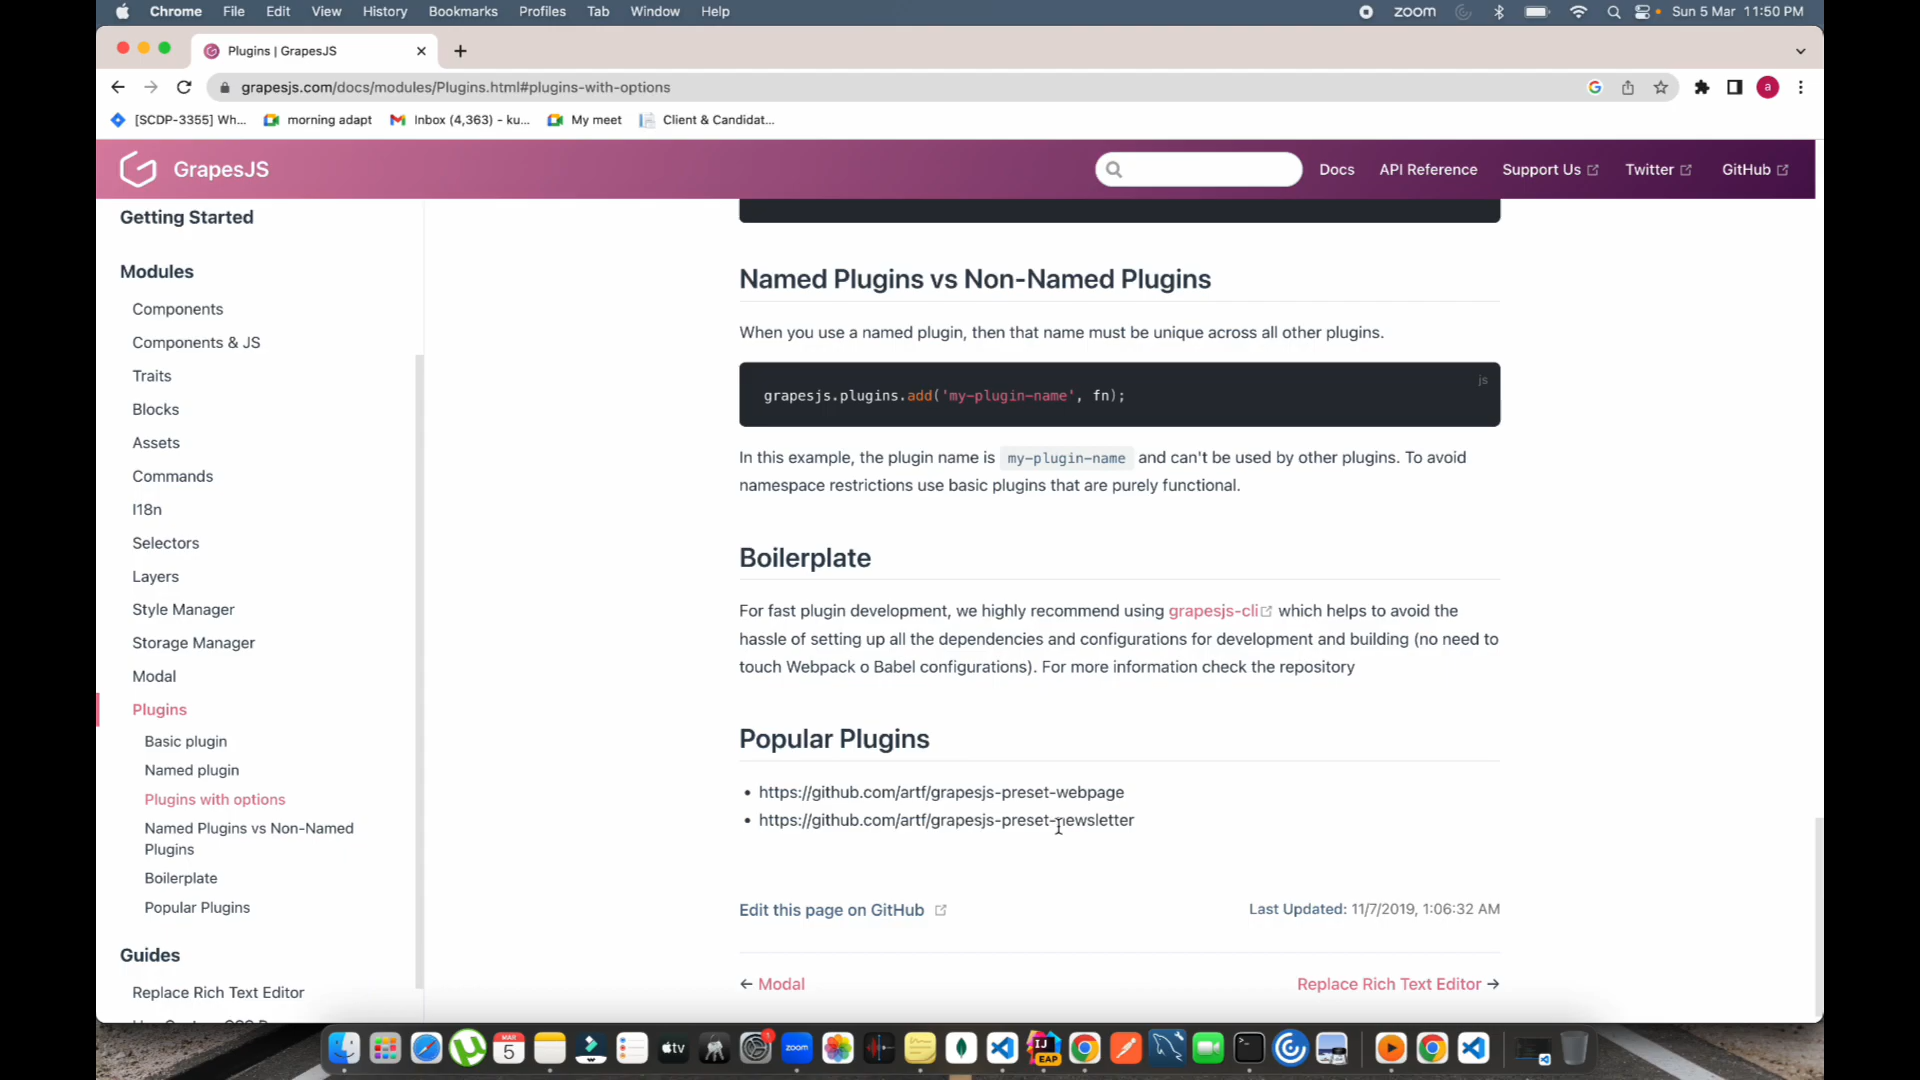 Chrome File Edit View History Bookmarks Profiles Tab Window Help zoom Sun 5 Mar 11:50 PM
Plugins | GrapesJS
grapesjs.com/docs/modules/Plugins.html#plugins-with-options a
[SCDP-3355] Wh... morning adapt Inbox (4,363) - ku... My meet Client & Candidat...
GrapesJS Docs API Reference Support Us Twitter GitHub
Getting Started
Modules
Components
Components & JS
Traits
Blocks
Assets
Commands
I18n
Selectors
Layers
Style Manager
Storage Manager
Modal
Plugins
Basic plugin
Named plugin
Plugins with options
Named Plugins vs Non-Named
Plugins
Boilerplate
Popular Plugins
Guides
Replace Rich Text Editor
Named Plugins vs Non-Named Plugins
When you use a named plugin, then that name must be unique across all other plugins.
js
grapesjs.plugins.add('my-plugin-name', fn);
In this example, the plugin name is my-plugin-name and can't be used by other plugins. To avoid
namespace restrictions use basic plugins that are purely functional.
Boilerplate
For fast plugin development, we highly recommend using grapesjs-cli which helps to avoid the
hassle of setting up all the dependencies and configurations for development and building (no need to
touch Webpack o Babel configurations). For more information check the repository
Popular Plugins
• https://github.com/artf/grapesjs-preset-webpage
• https://github.com/artf/grapesjs-preset-newsletter
Edit this page on GitHub Last Updated: 11/7/2019, 1:06:32 AM
← Modal Replace Rich Text Editor →
MAR
5
tv
1
zoom
IJ
EAP